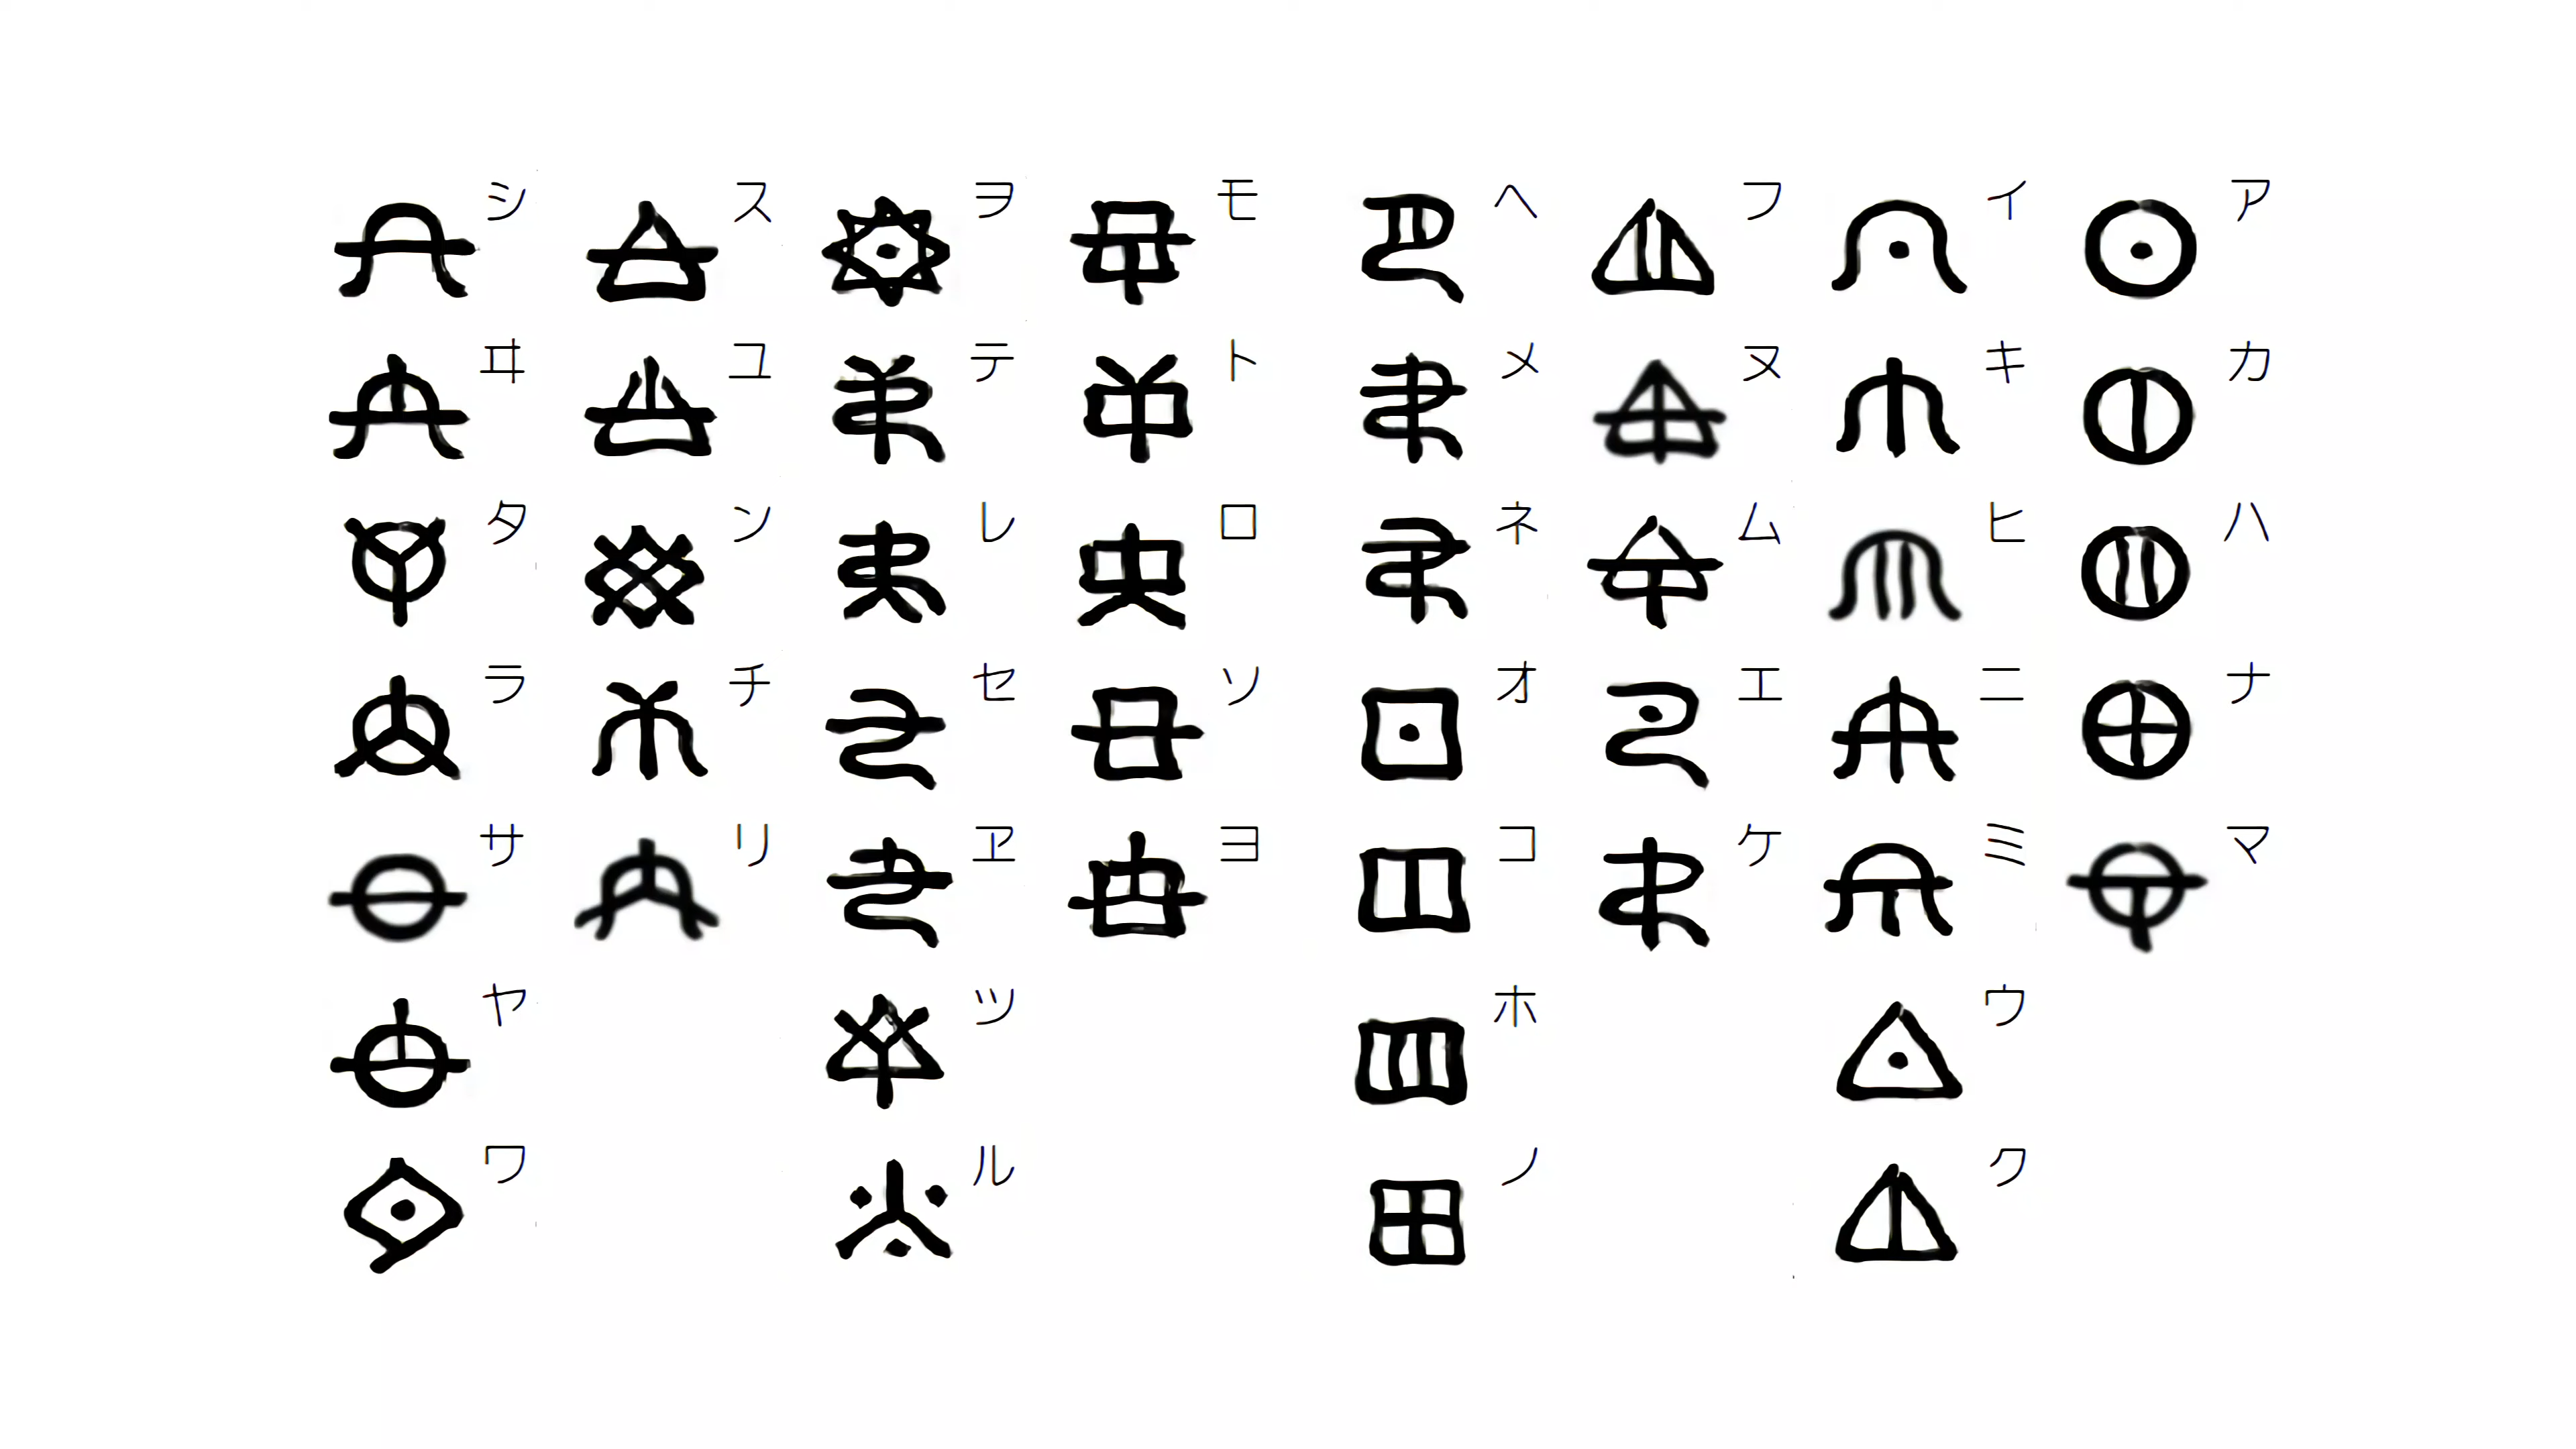 アカハナマ
イキヒニミウク
フヌムエケ
ヘメネオコホノ
モトロソヨ
ヲテレセヱツル
スユンチリ
シヰタラサヤワ